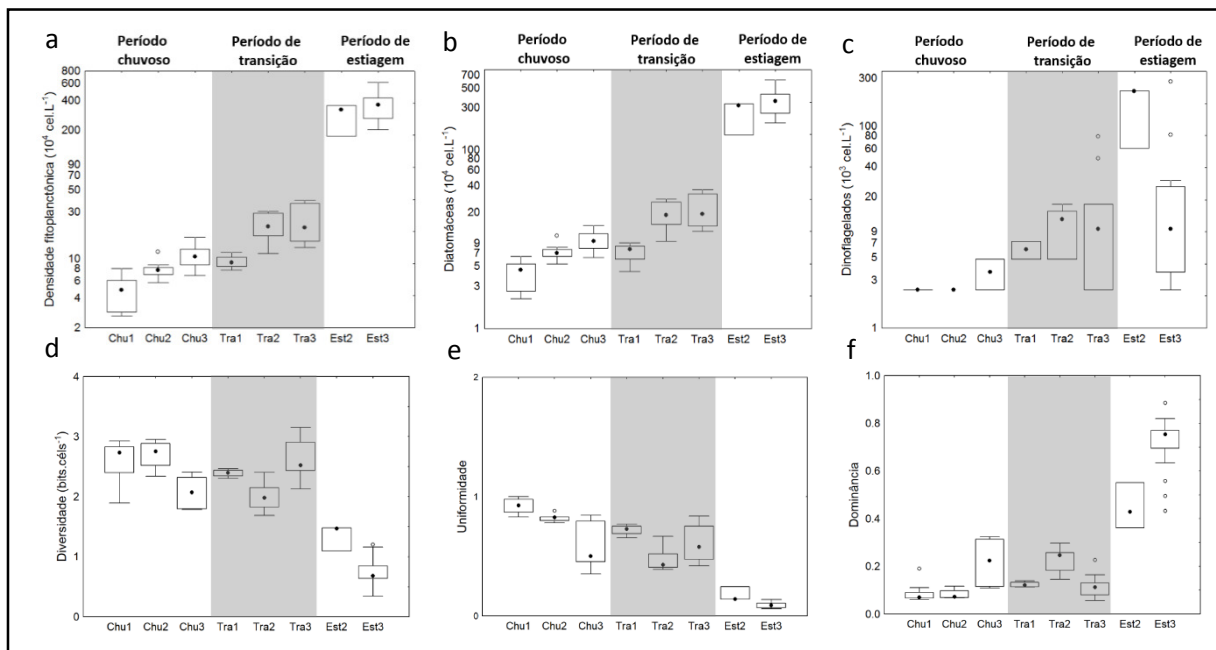 a
Período chuvoso
Período de transição
Período de estiagem
Densidade fitoplanctônica (10⁴ cel.L⁻¹)
800
600
400
200
90
70
50
30
10
8
6
4
2
Chu1 Chu2 Chu3 Tra1 Tra2 Tra3 Est2 Est3
b
Período chuvoso
Período de transição
Período de estiagem
Diatomáceas (10⁴ cel.L⁻¹)
700
500
300
100
80
60
40
20
9
7
5
3
1
Chu1 Chu2 Chu3 Tra1 Tra2 Tra3 Est2 Est3
c
Período chuvoso
Período de transição
Período de estiagem
Dinoflagelados (10³ cel.L⁻¹)
300
100
80
60
40
20
9
7
5
3
1
Chu1 Chu2 Chu3 Tra1 Tra2 Tra3 Est2 Est3
d
Diversidade (bits.céls⁻¹)
4
3
2
1
0
Chu1 Chu2 Chu3 Tra1 Tra2 Tra3 Est2 Est3
e
Uniformidade
2
1
0
Chu1 Chu2 Chu3 Tra1 Tra2 Tra3 Est2 Est3
f
Dominância
1.0
0.8
0.6
0.4
0.2
0.0
Chu1 Chu2 Chu3 Tra1 Tra2 Tra3 Est2 Est3